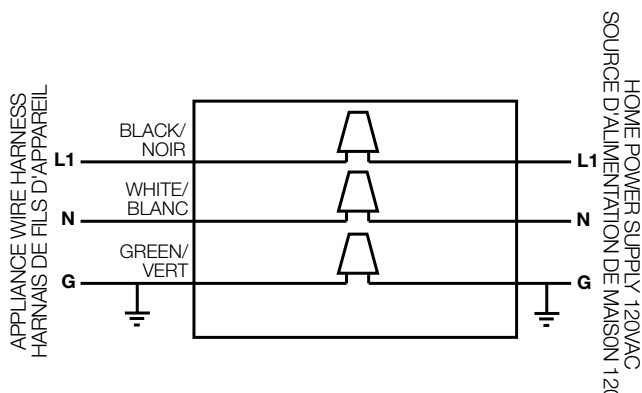 APPLIANCE WIRE HARNESS
HARNAIS DE FILS D'APPAREIL
BLACK/
NOIR
L1
L1
WHITE/
BLANC
N
N
GREEN/
VERT
G
G
HOME POWER SUPPLY 120VAC
SOURCE D'ALIMENTATION DE MAISON